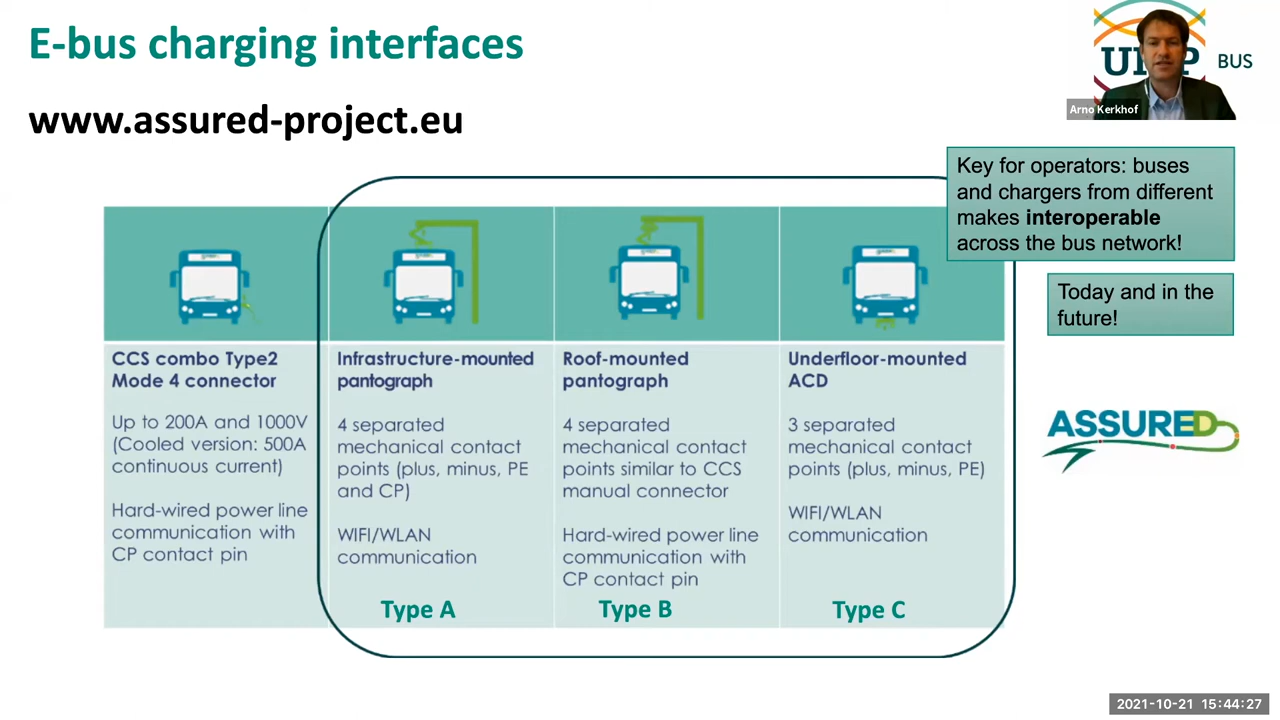 E-bus charging interfaces
www.assured-project.eu
BUS
Arno Kerkhof
Key for operators: buses
and chargers from different
makes interoperable
across the bus network!
Today and in the
future!
ASSURED
CCS combo Type2
Mode 4 connector
Up to 200A and 1000V
(Cooled version: 500A
continuous current)
Hard-wired power line
communication with
CP contact pin
Infrastructure-mounted
pantograph
4 separated
mechanical contact
points (plus, minus, PE
and CP)
WIFI/WLAN
communication
Type A
Roof-mounted
pantograph
4 separated
mechanical contact
points similar to CCS
manual connector
Hard-wired power line
communication with
CP contact pin
Type B
Underfloor-mounted
ACD
3 separated
mechanical contact
points (plus, minus, PE)
WIFI/WLAN
communication
Type C
2021-10-21 15:44:27